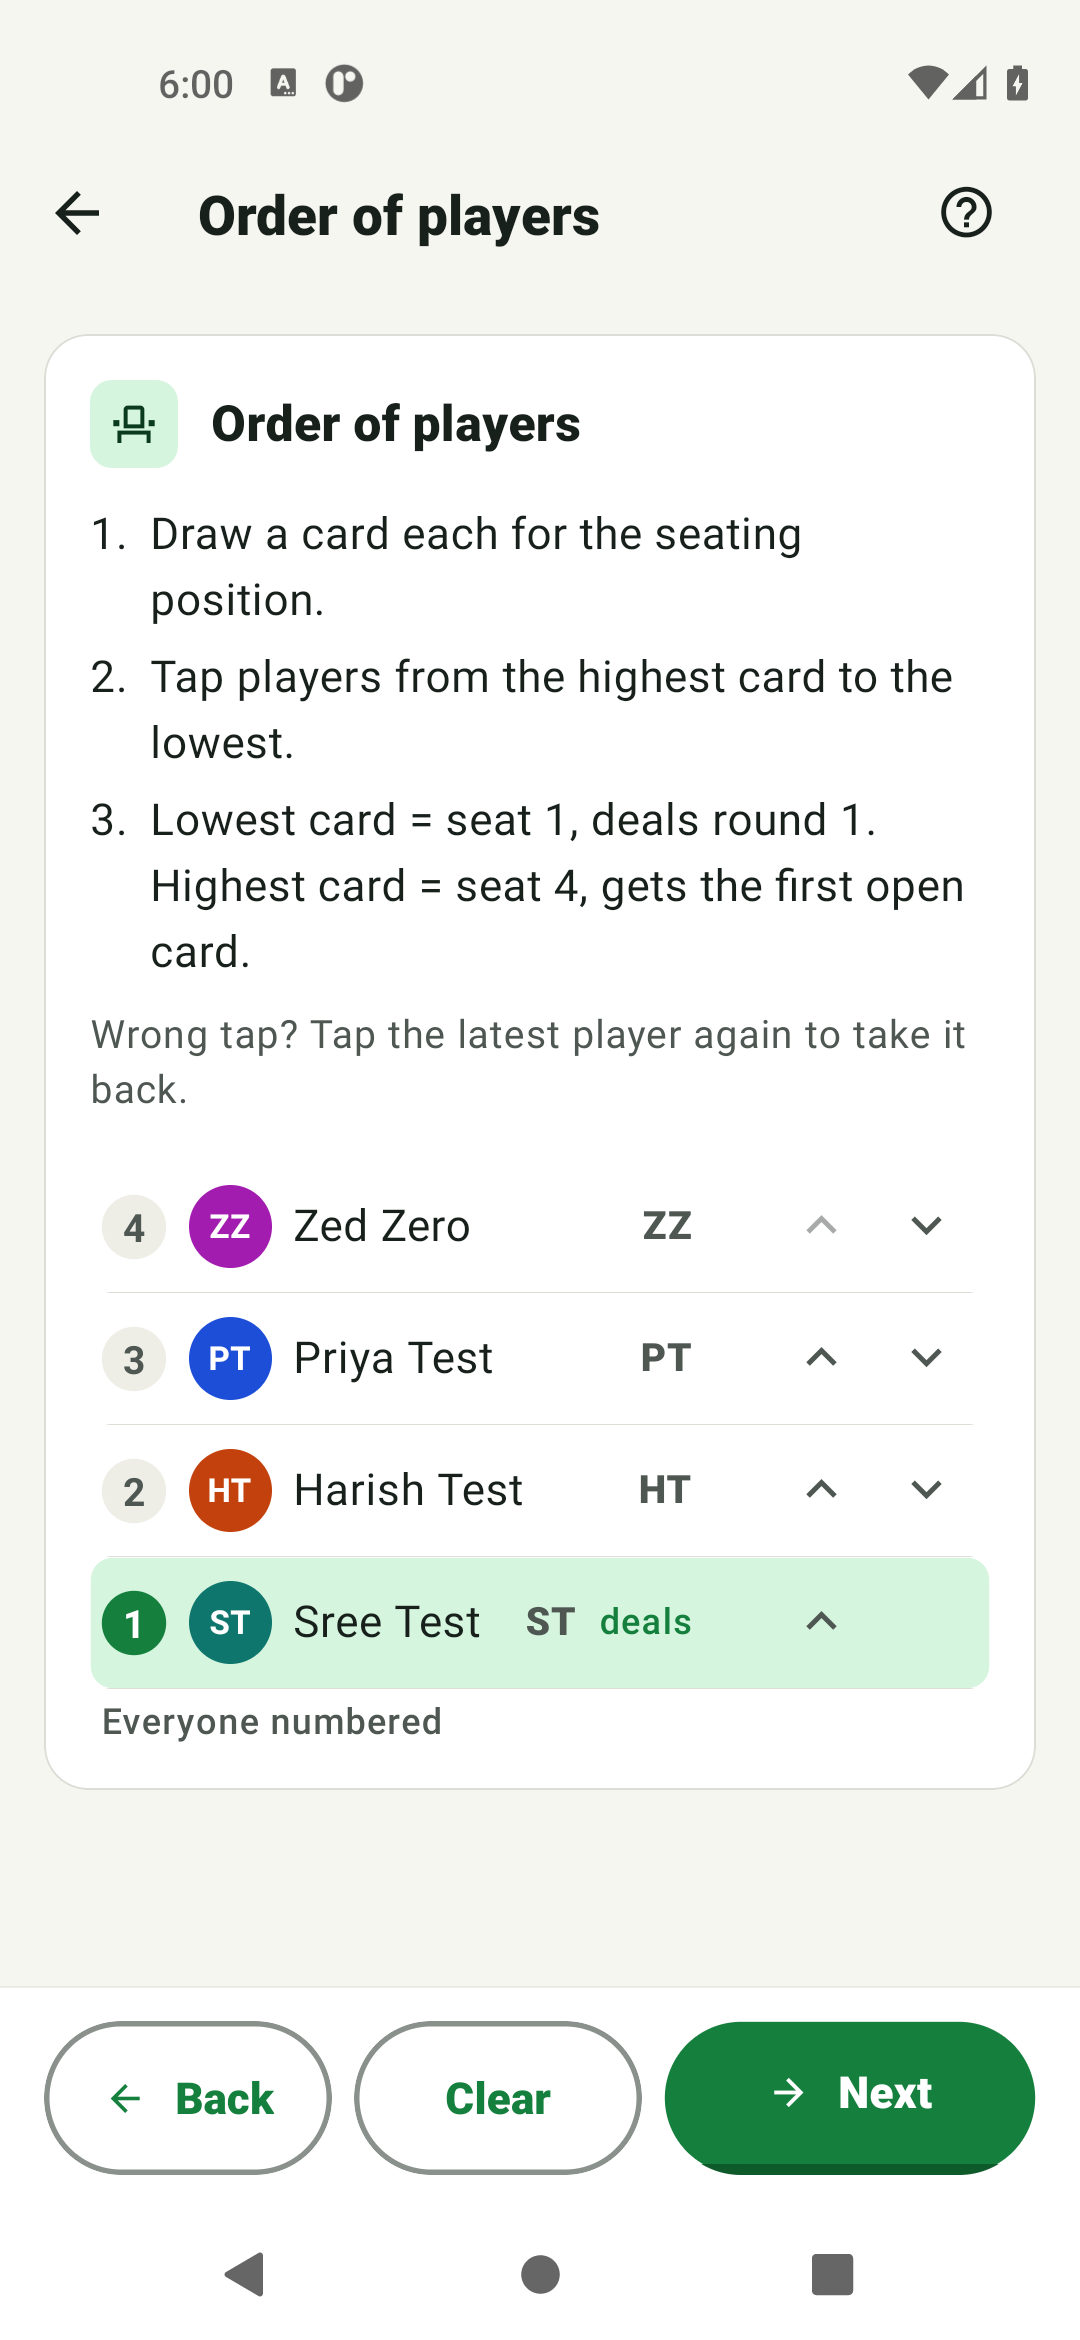 6:00
Order of players
Order of players
1. Draw a card each for the seating
position.
2. Tap players from the highest card to the
lowest.
3. Lowest card = seat 1, deals round 1.
Highest card = seat 4, gets the first open
card.
Wrong tap? Tap the latest player again to take it
back.
4 ZZ Zed Zero ZZ
3 PT Priya Test PT
2 HT Harish Test HT
1 ST Sree Test ST deals
Everyone numbered
Back Clear Next